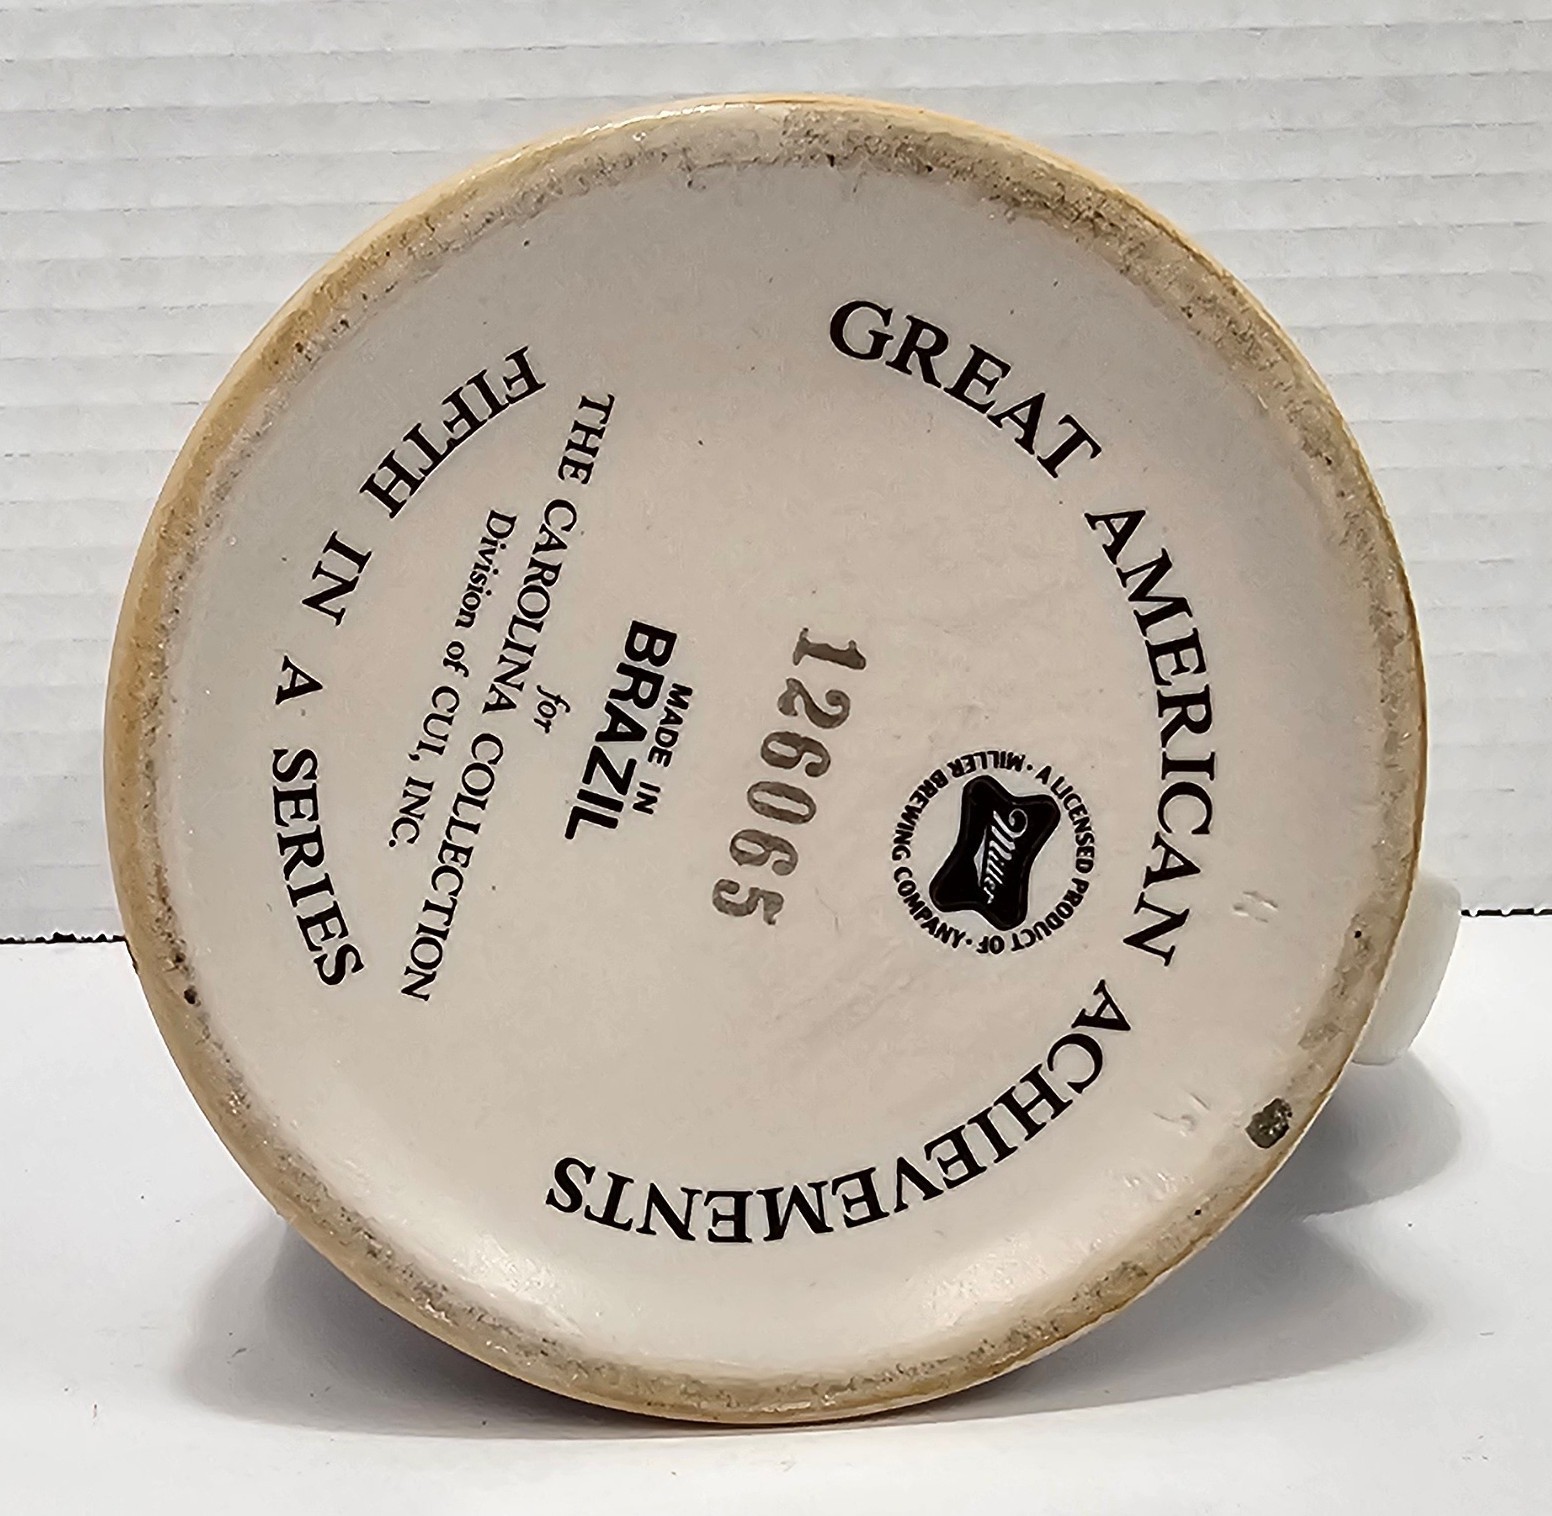 GREAT AMERICAN ACHIEVEMENTS
A LICENSED PRODUCT OF · MILLER BREWING COMPANY ·
Miller
126065
MADE IN
BRAZIL
for
THE CAROLINA COLLECTION
Division of CUI, INC.
FIFTH IN A SERIES